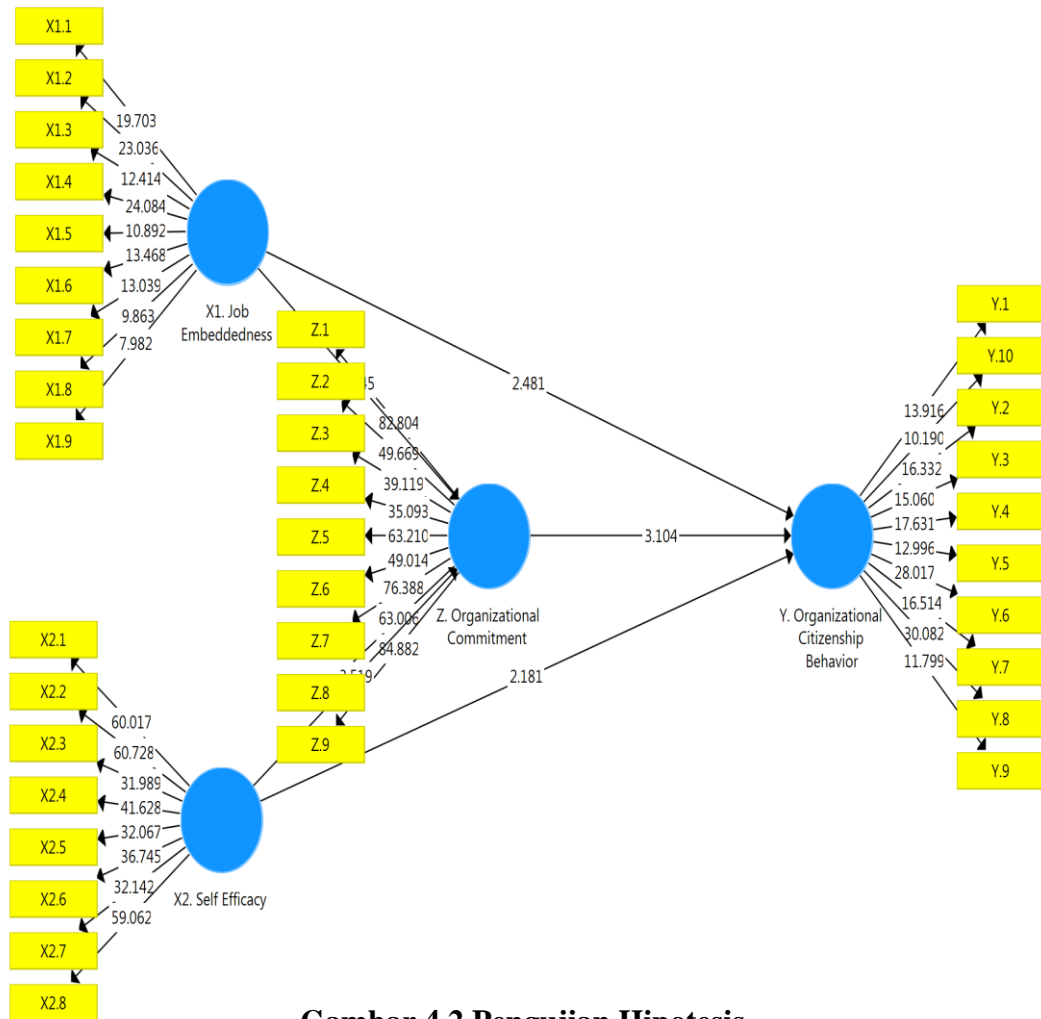 X1.1
X1.2
X1.3
X1.4
X1.5
X1.6
X1.7
X1.8
X1.9
19.703
23.036
12.414
24.084
10.892
13.468
13.039
9.863
7.982
X1. Job
Embeddedness
Z.1
Z.2
Z.3
Z.4
Z.5
Z.6
Z.7
Z.8
Z.9
82.804
49.669
39.119
35.093
63.210
49.014
76.388
63.006
84.882
Z. Organizational
Commitment
2.481
3.104
2.181
X2.1
X2.2
X2.3
X2.4
X2.5
X2.6
X2.7
X2.8
60.017
60.728
31.989
41.628
32.067
36.745
32.142
59.062
X2. Self Efficacy
Y.1
Y.10
Y.2
Y.3
Y.4
Y.5
Y.6
Y.7
Y.8
Y.9
13.916
10.190
16.332
15.060
17.631
12.996
28.017
16.514
30.082
11.799
Y. Organizational
Citizenship
Behavior
Gambar 4.2 Pengujian Hipotesis